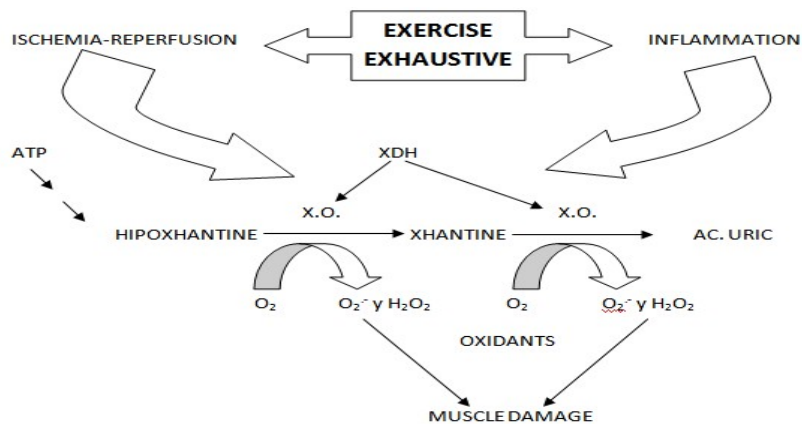 EXERCISE
EXHAUSTIVE
ISCHEMIA-REPERFUSION
INFLAMMATION
ATP
XDH
X.O.
X.O.
HIPOXHANTINE
XHANTINE
AC. URIC
O₂
O₂·⁻ y H₂O₂
O₂
O₂·⁻ y H₂O₂
OXIDANTS
MUSCLE DAMAGE